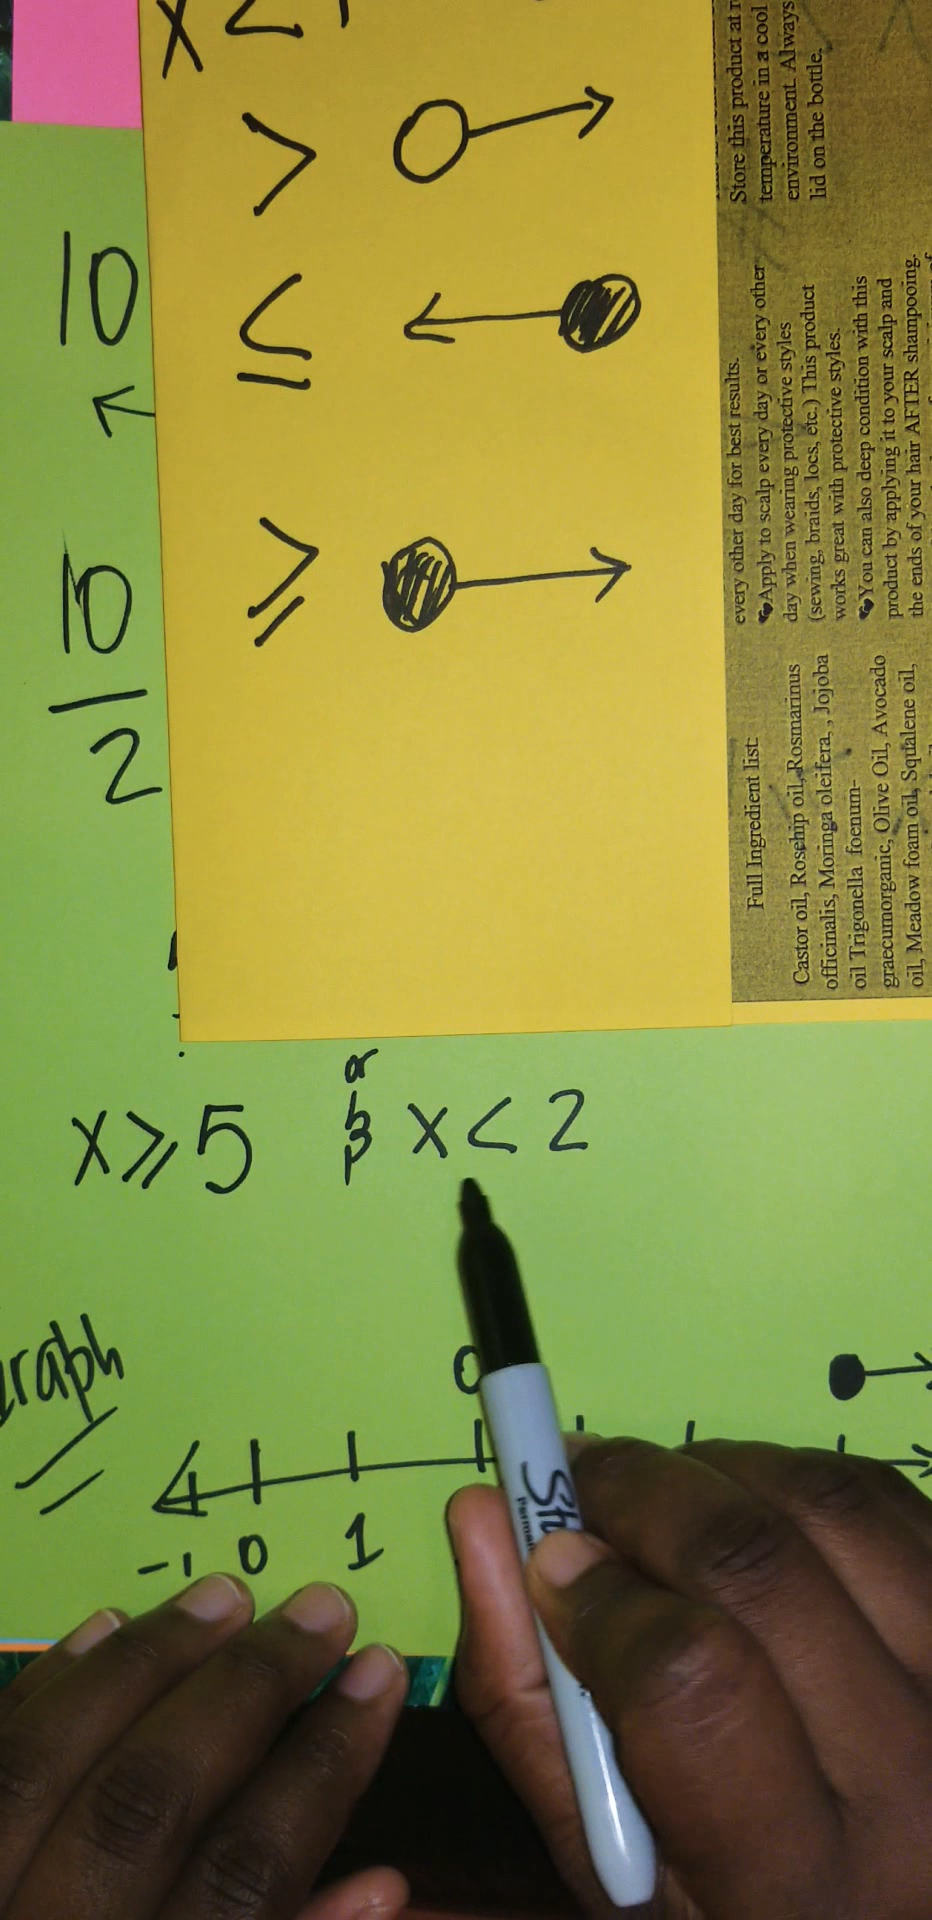 x <
>
≤
≥
10
10
2
x ≥ 5 or x < 2
raph
-1 0 1
Sh
Store this product at r
temperature in a cool
environment. Always
lid on the bottle.
every other day for best results.
Apply to scalp every day or every other
day when wearing protective styles
(sewing, braids, locs, etc.) This product
works great with protective styles.
You can also deep condition with this
product by applying it to your scalp and
the ends of your hair AFTER shampooing.
Full Ingredient list:
Castor oil, Rosehip oil, Rosmarinus
officinalis, Moringa oleifera, , Jojoba
oil Trigonella foenum-
graecumorganic, Olive Oil, Avocado
oil, Meadow foam oil, Squalene oil,